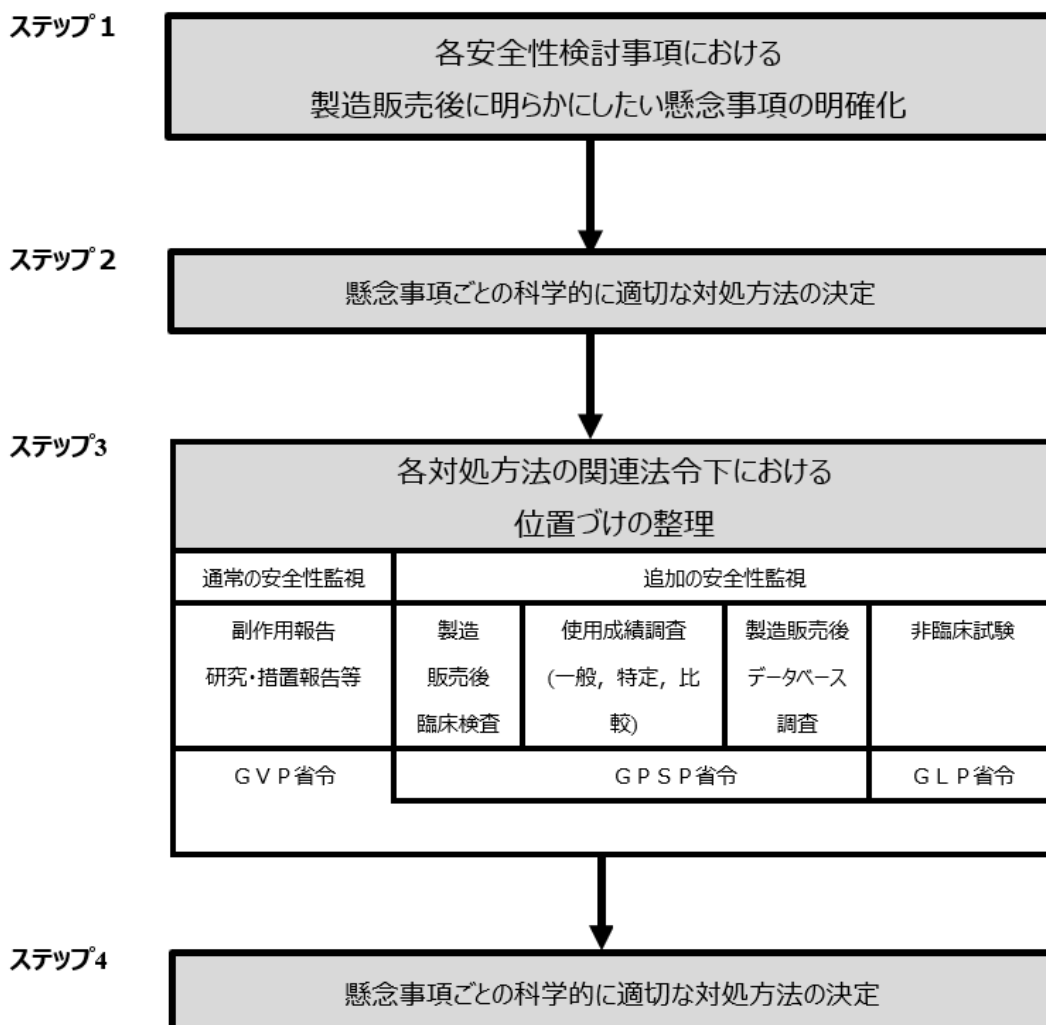 ステップ1
各安全性検討事項における
製造販売後に明らかにしたい懸念事項の明確化
ステップ2
懸念事項ごとの科学的に適切な対処方法の決定
ステップ3
各対処方法の関連法令下における
位置づけの整理
通常の安全性監視
追加の安全性監視
副作用報告
研究・措置報告等
製造
販売後
臨床検査
使用成績調査
(一般, 特定, 比
較)
製造販売後
データベース
調査
非臨床試験
GVP省令
GPSP省令
GLP省令
ステップ4
懸念事項ごとの科学的に適切な対処方法の決定